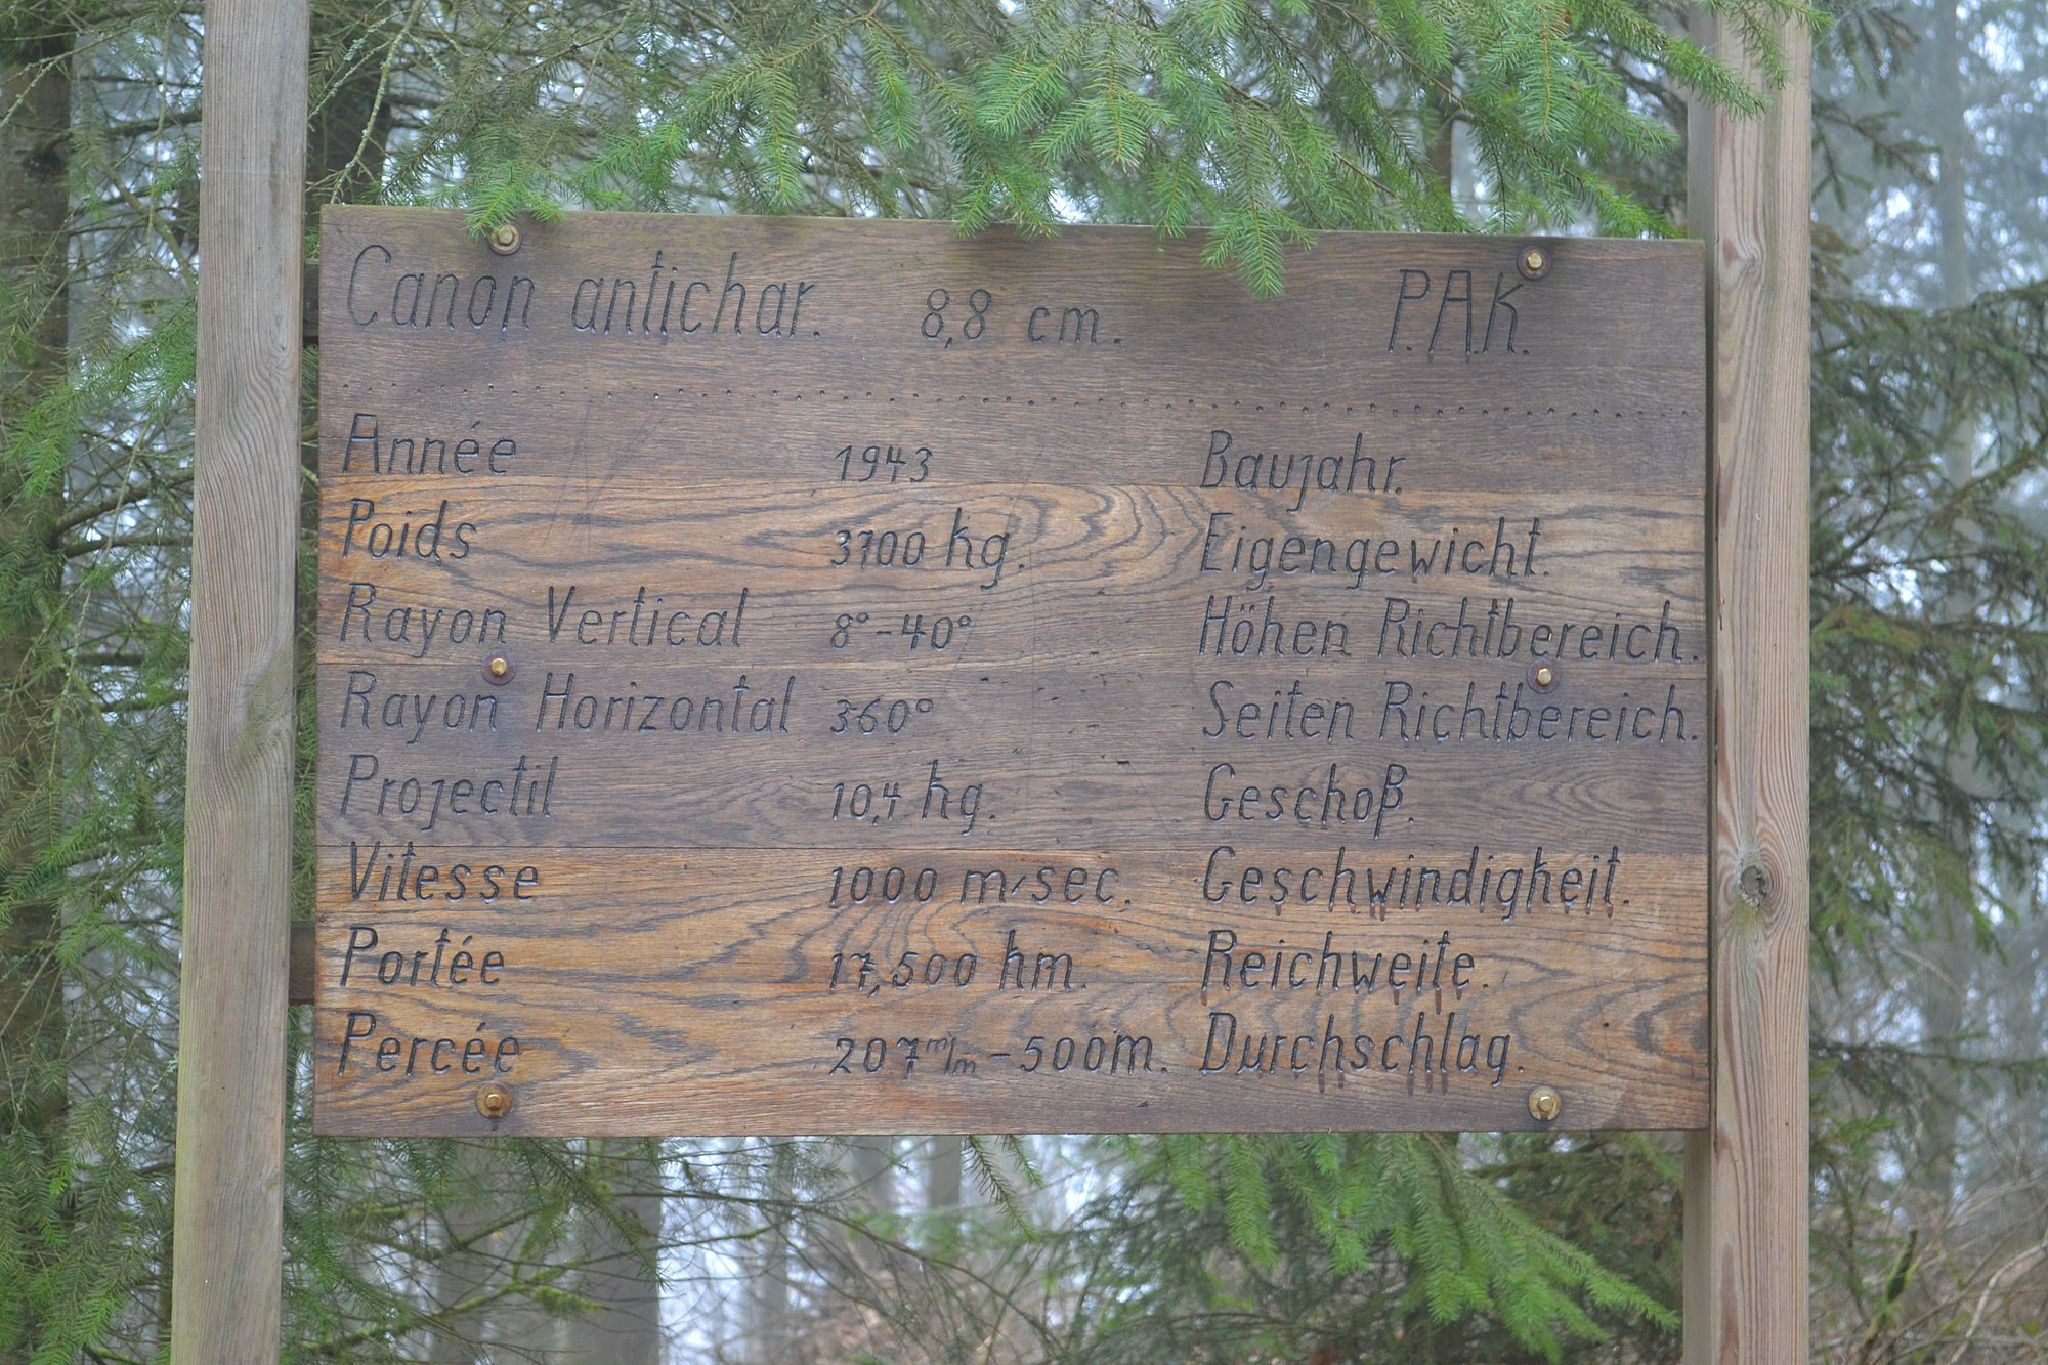 Canon antichar. 8,8 cm. P.A.K.
Année 1943 Baujahr.
Poids 3700 kg. Eigengewicht.
Rayon Vertical 8°-40° Höhen Richtbereich.
Rayon Horizontal 360° Seiten Richtbereich.
Projectil 10,4 kg. Geschoß.
Vitesse 1000 m/sec. Geschwindigkeit.
Portée 17,500 km. Reichweite.
Percée 207 m/m - 500m. Durchschlag.